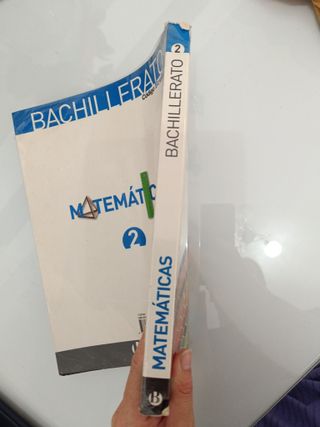 BACHILLERATO
MATEMÁTIC
2
MATEMÁTICAS
BACHILLERATO
2
B